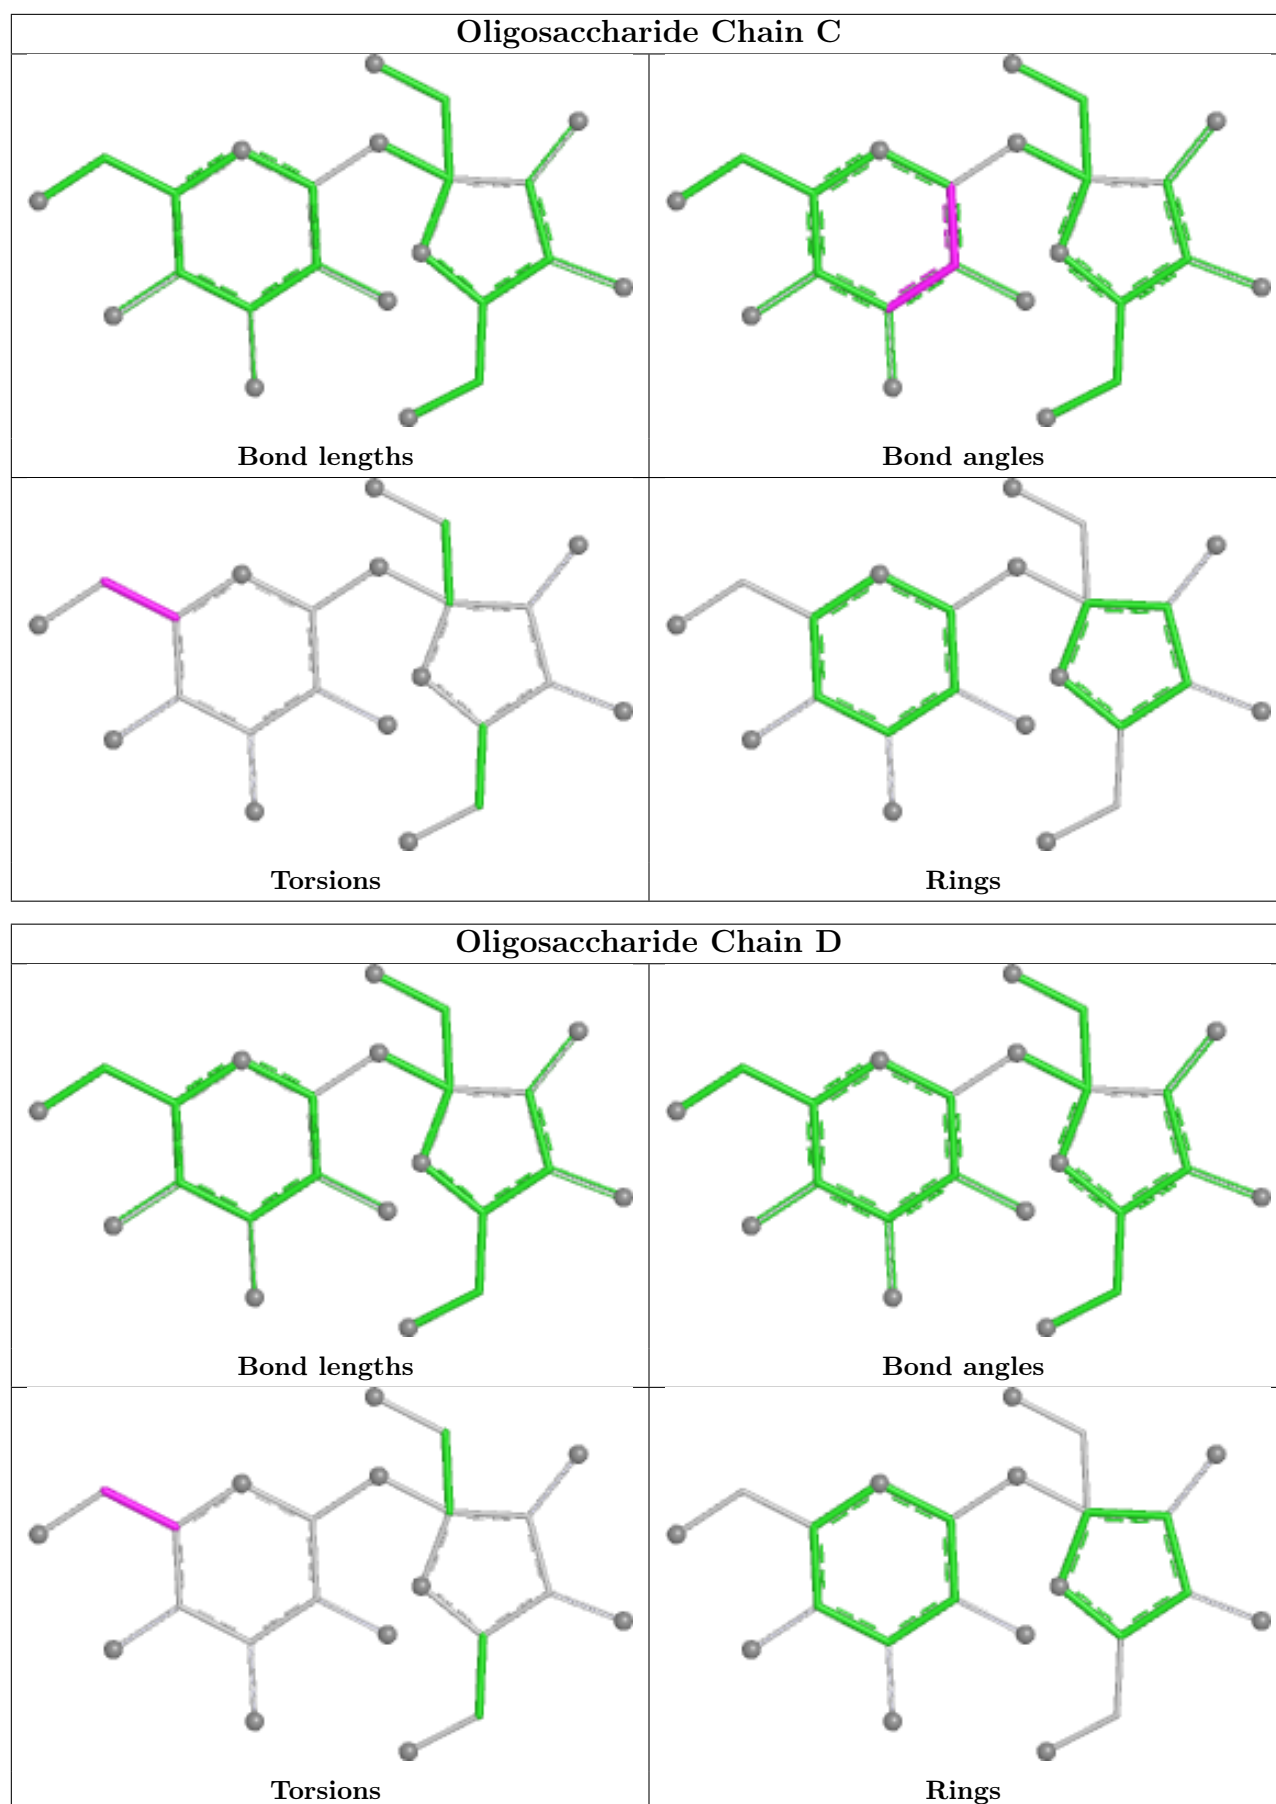 Oligosaccharide Chain C
Bond lengths
Bond angles
Torsions
Rings
Oligosaccharide Chain D
Bond lengths
Bond angles
Torsions
Rings